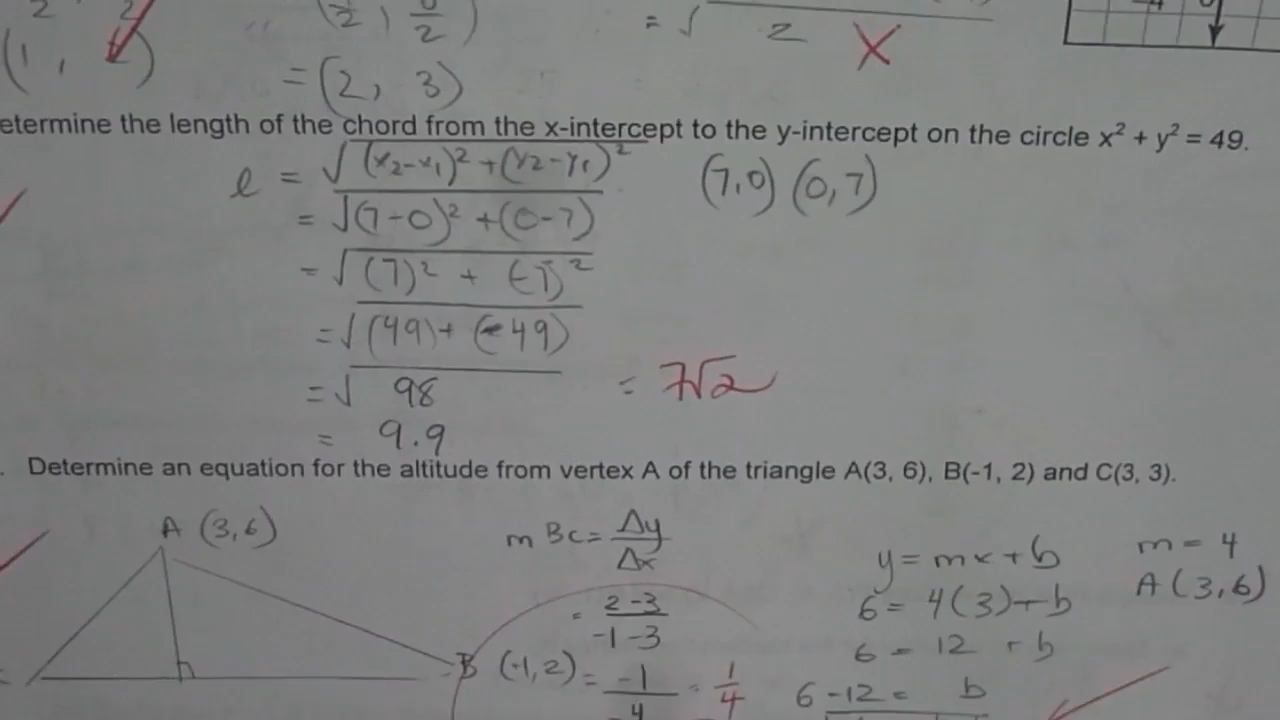 (1, 2)
= (2, 3)
= √ 2
etermine the length of the chord from the x-intercept to the y-intercept on the circle x² + y² = 49.
l = √(x₂-x₁)² + (y₂-y₁)² (7,0) (0,7)
= √(7-0)² + (0-7)
= √(7)² + (-7)²
= √(49) + (-49)
= √98 = 7√2
= 9.9
. Determine an equation for the altitude from vertex A of the triangle A(3, 6), B(-1, 2) and C(3, 3).
A (3,6)
m BC = Δy/Δx
= 2-3/-1-3
B (-1,2)
= -1/4 = 1/4
y = mx + b
6 = 4(3) + b
6 = 12 + b
6 - 12 = b
m = 4
A (3,6)